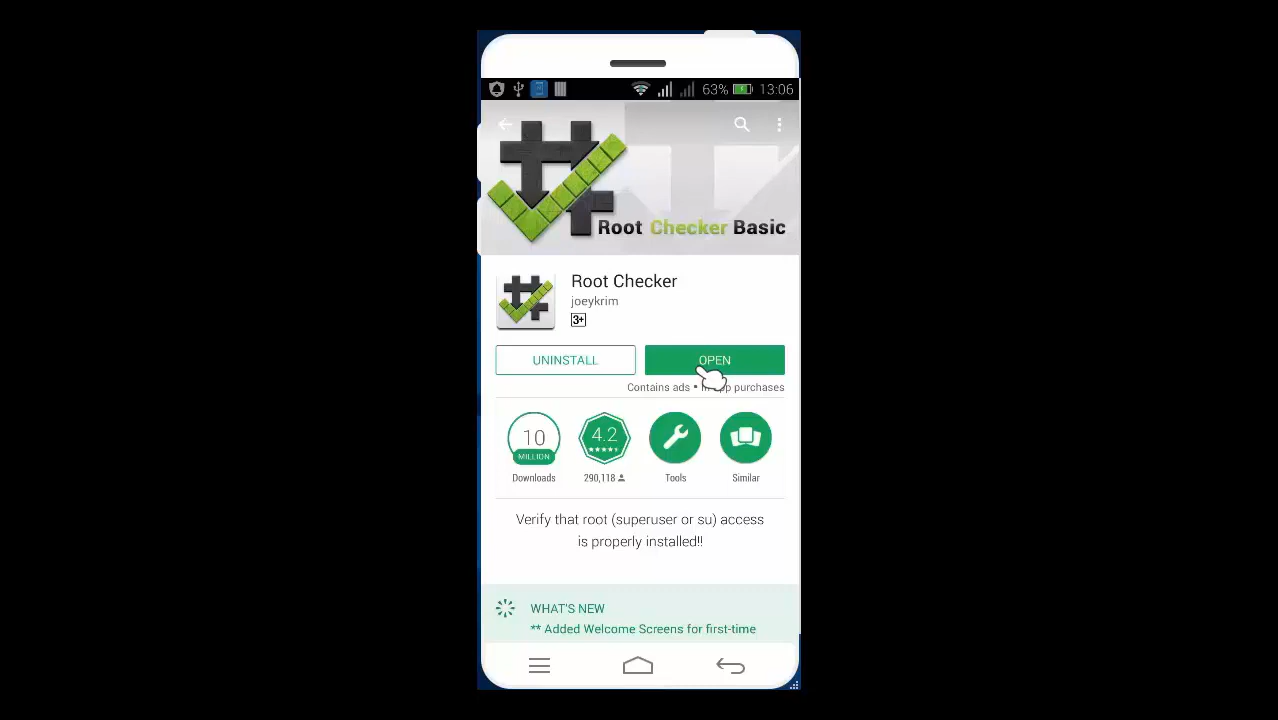 63% 13:06
Root Checker Basic
Root Checker
joeykrim
3+
UNINSTALL
OPEN
Contains ads • purchases
10
MILLION
4.2
Downloads
290,118
Tools
Similar
Verify that root (superuser or su) access
is properly installed!!
WHAT'S NEW
** Added Welcome Screens for first-time